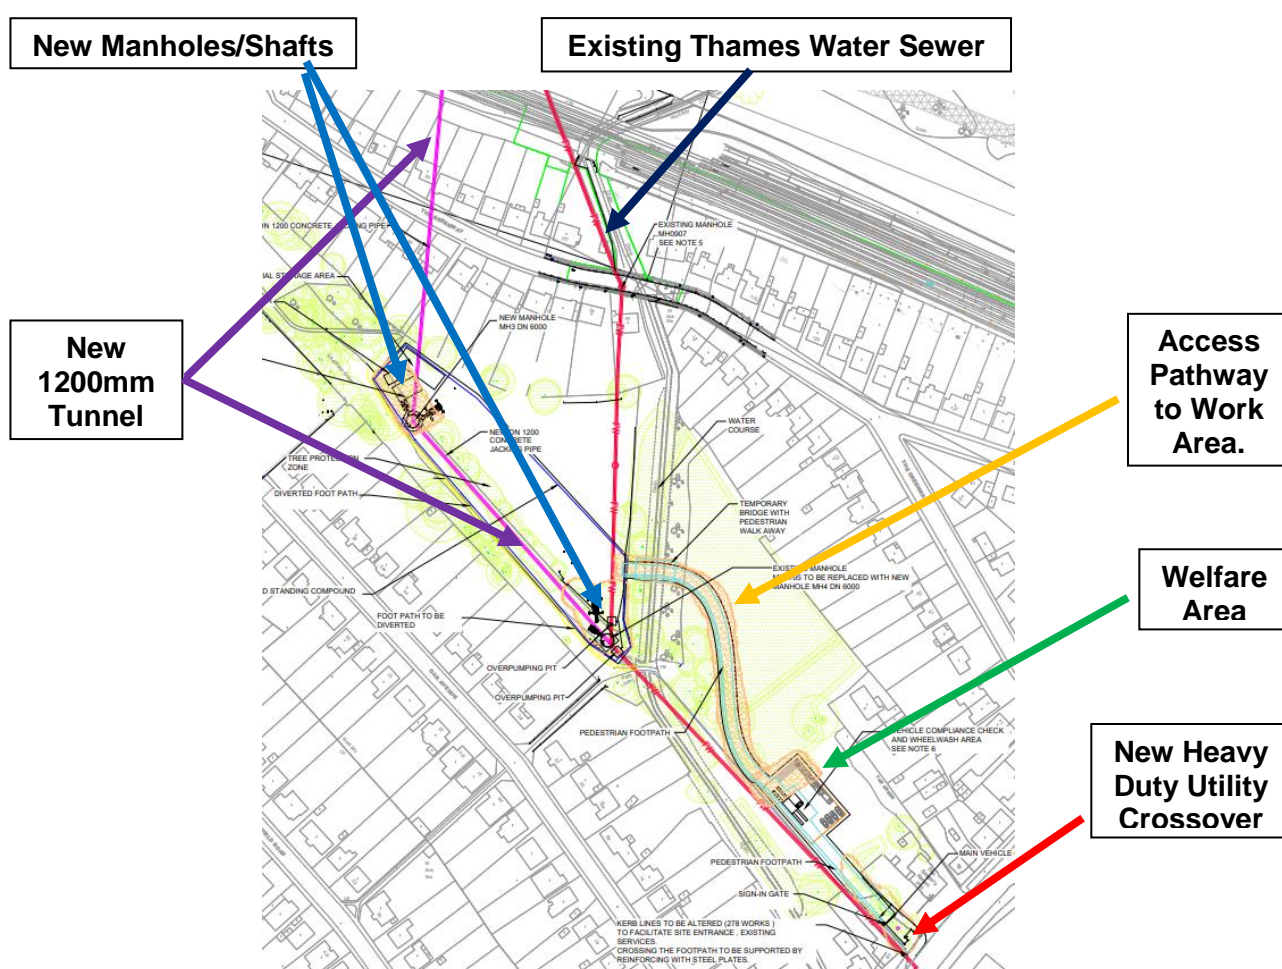 New Manholes/Shafts
Existing Thames Water Sewer
EXISTING MANHOLE
MH0907
SEE NOTE 5
NEW MANHOLE
MH3 DN 6000
New
1200mm
Tunnel
Access
Pathway
to Work
Area.
CONCRETE
JACKING PIPE
WATER
COURSE
TREE PROTECTION
ZONE
DIVERTED FOOT PATH
TEMPORARY
BRIDGE WITH
PEDESTRIAN
WALK AWAY
TO BE REPLACED WITH NEW
MANHOLE MH4 DN 6000
D STANDING COMPOUND
FOOT PATH TO BE
DIVERTED
Welfare
Area
OVERPUMPING PIT
OVERPUMPING PIT
PEDESTRIAN FOOTPATH
VEHICLE COMPLIANCE CHECK
AND WHEELWASH AREA
SEE NOTE 6
New Heavy
Duty Utility
Crossover
PEDESTRIAN FOOTPATH
MAIN VEHICLE
SIGN-IN GATE
KERB LINES TO BE ALTERED (278 WORKS )
TO FACILITATE SITE ENTRANCE , EXISTING
SERVICES.
CROSSING THE FOOTPATH TO BE SUPPORTED BY
REINFORCING WITH STEEL PLATES.